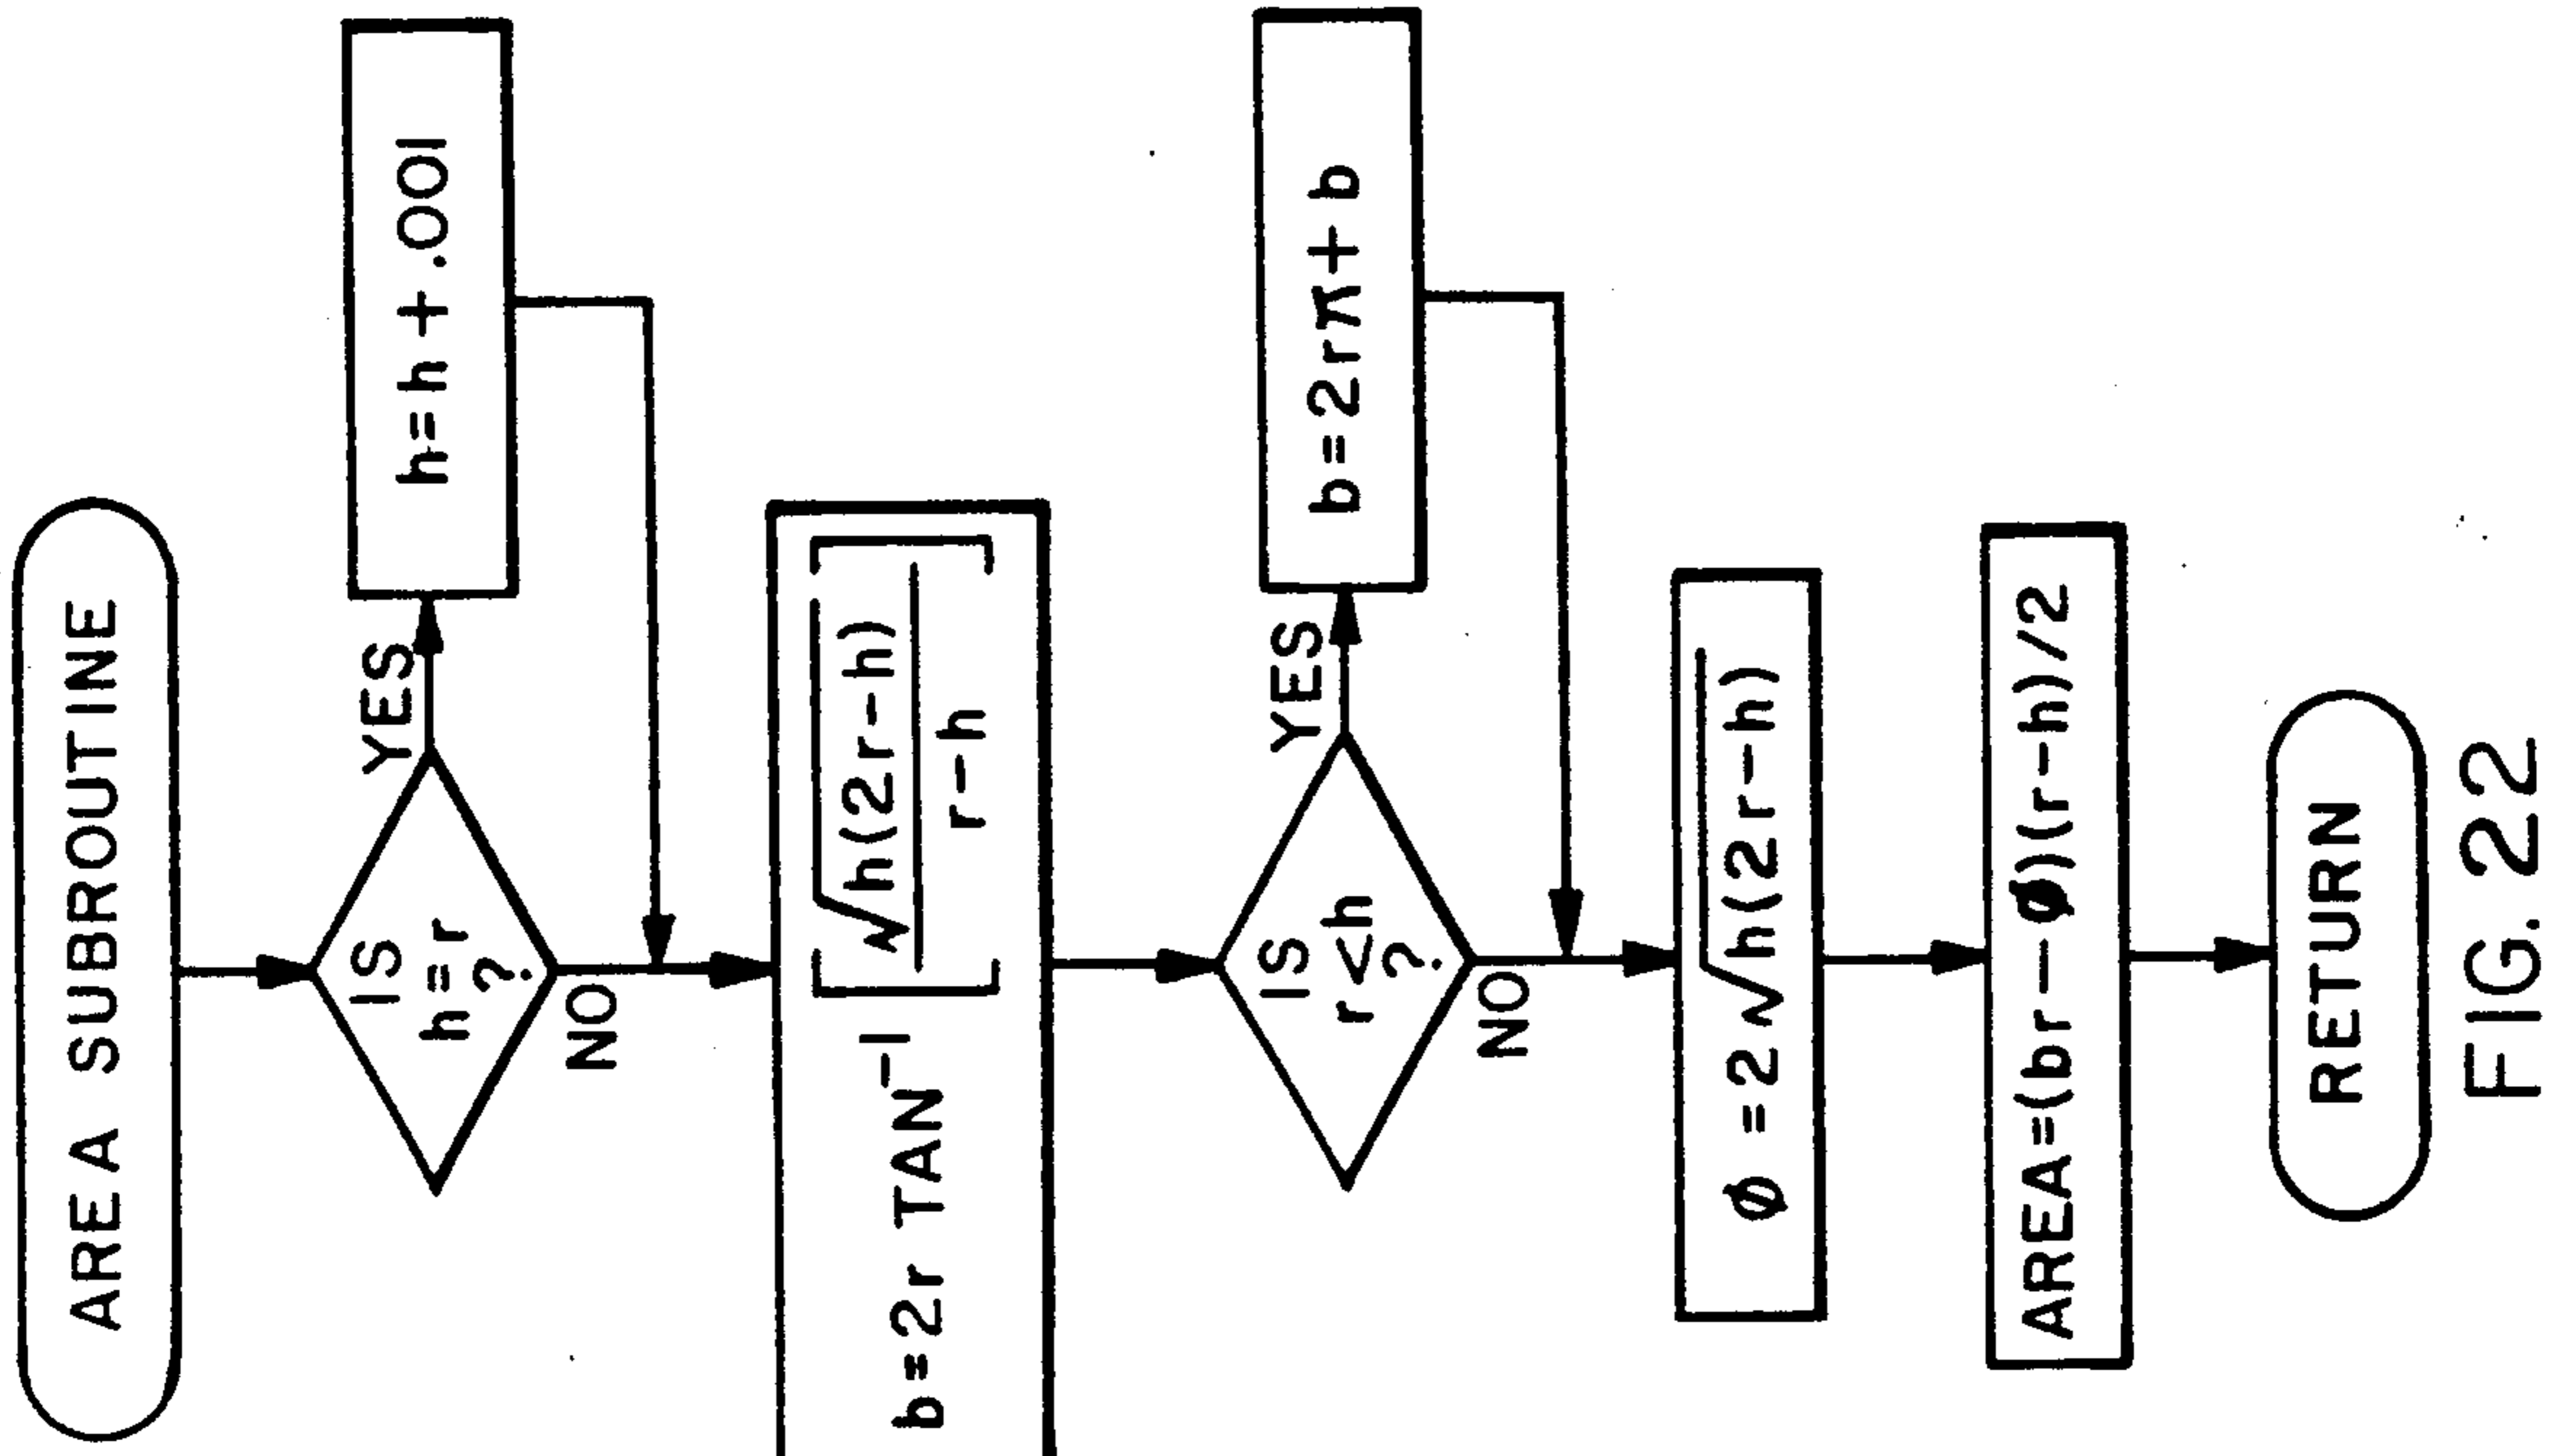 AREA SUBROUTINE
IS
h=r
?
YES
h=h+.001
NO
b=2r TAN⁻¹ [√h(2r-h)
r-h]
IS
r<h
?
YES
b=2rπ+b
NO
ø=2√h(2r-h)
AREA=(br-ø)(r-h)/2
RETURN
FIG. 22